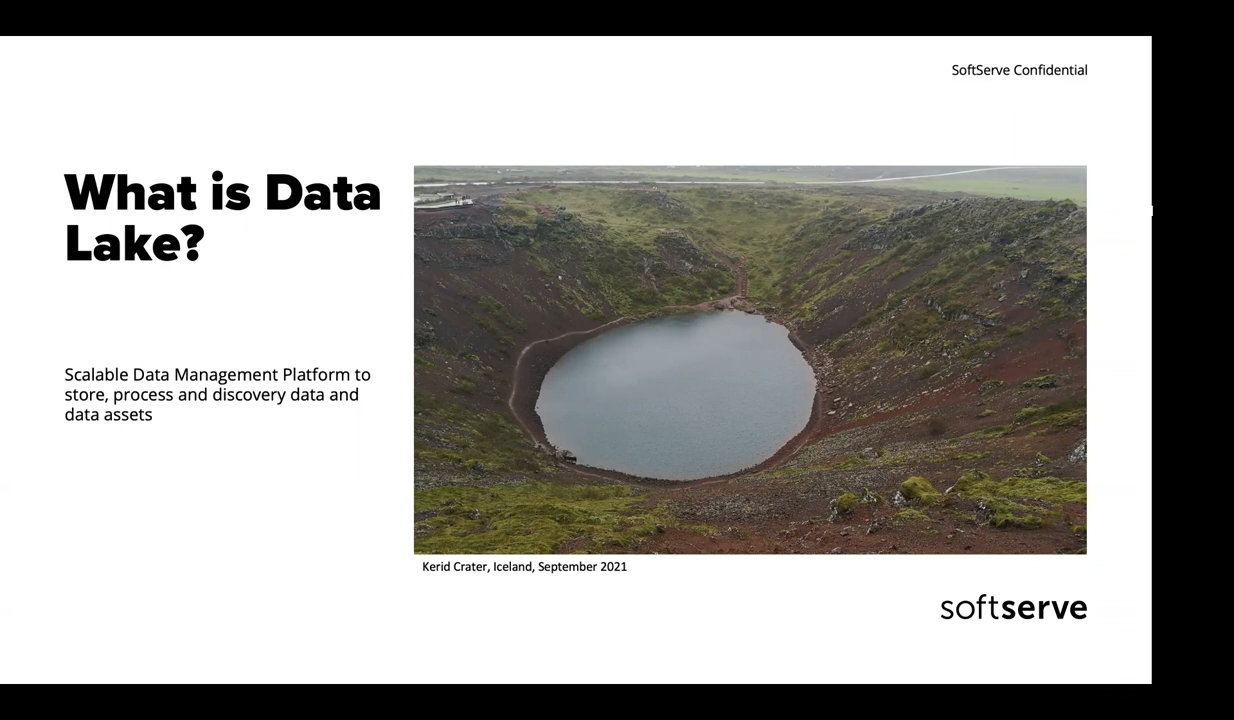 SoftServe Confidential
What is Data
Lake?
Scalable Data Management Platform to
store, process and discovery data and
data assets
Kerid Crater, Iceland, September 2021
softserve